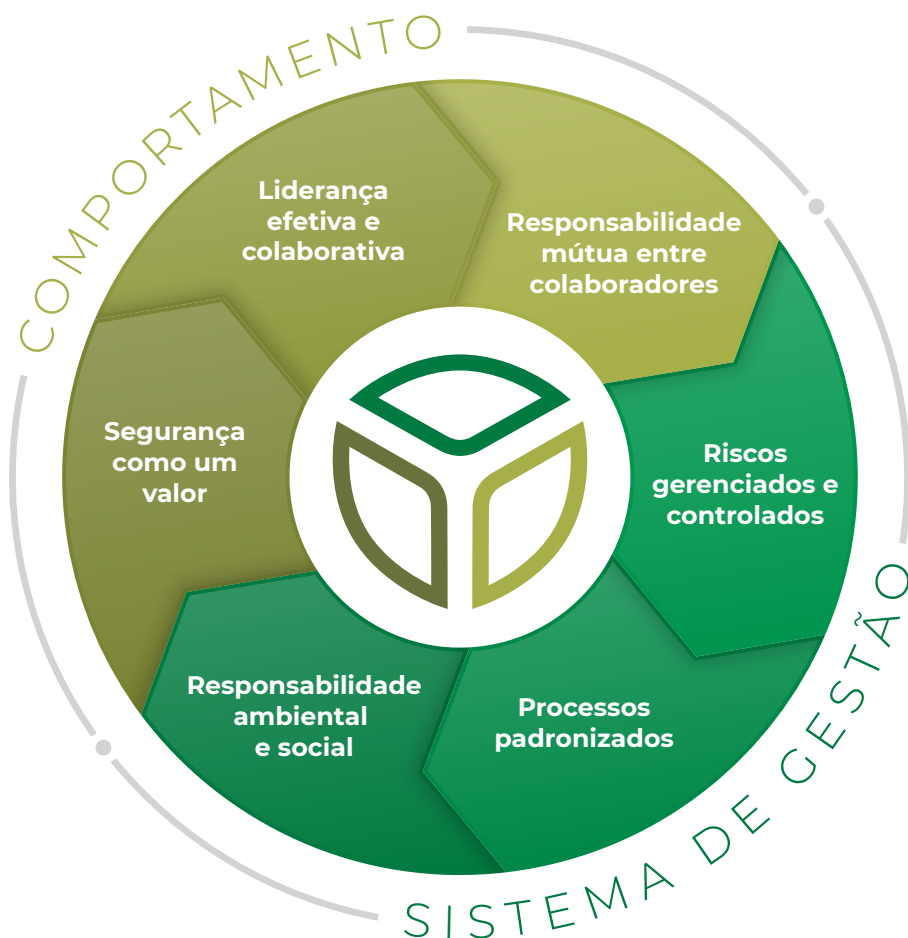 COMPORTAMENTO
Liderança
efetiva e
colaborativa
Responsabilidade
mútua entre
colaboradores
Segurança
como um
valor
Riscos
gerenciados e
controlados
Responsabilidade
ambiental
e social
Processos
padronizados
SISTEMA DE GESTÃO